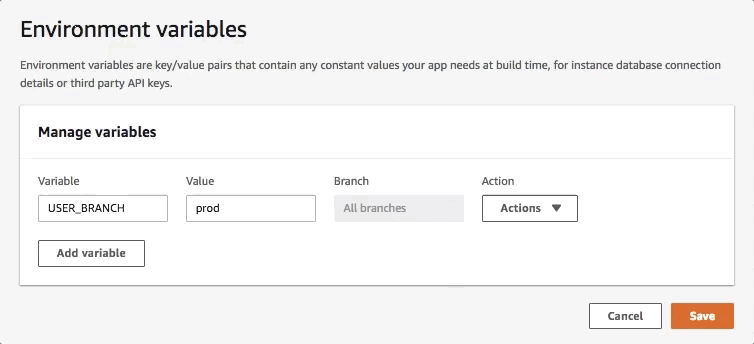 Environment variables
Environment variables are key/value pairs that contain any constant values your app needs at build time, for instance database connection
details or third party API keys.
Manage variables
Variable Value Branch Action
USER_BRANCH prod All branches Actions
Add variable
Cancel Save